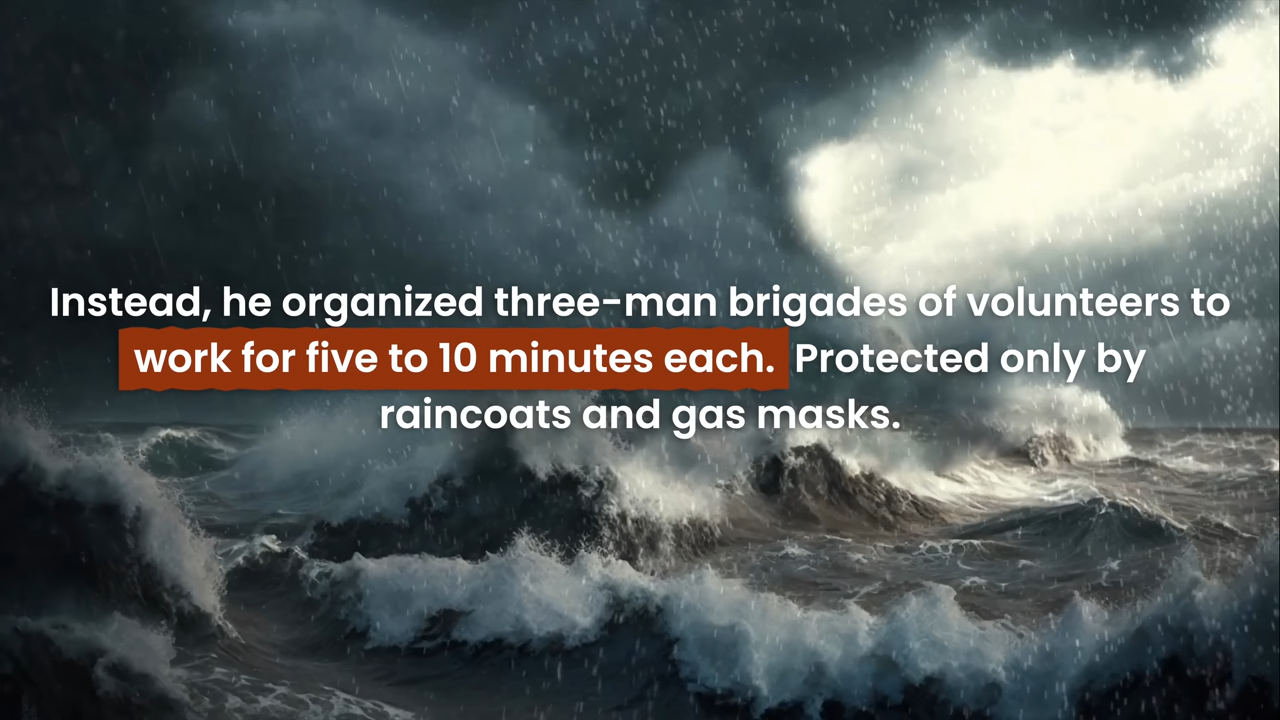 Instead, he organized three-man brigades of volunteers to
work for five to 10 minutes each. Protected only by
raincoats and gas masks.